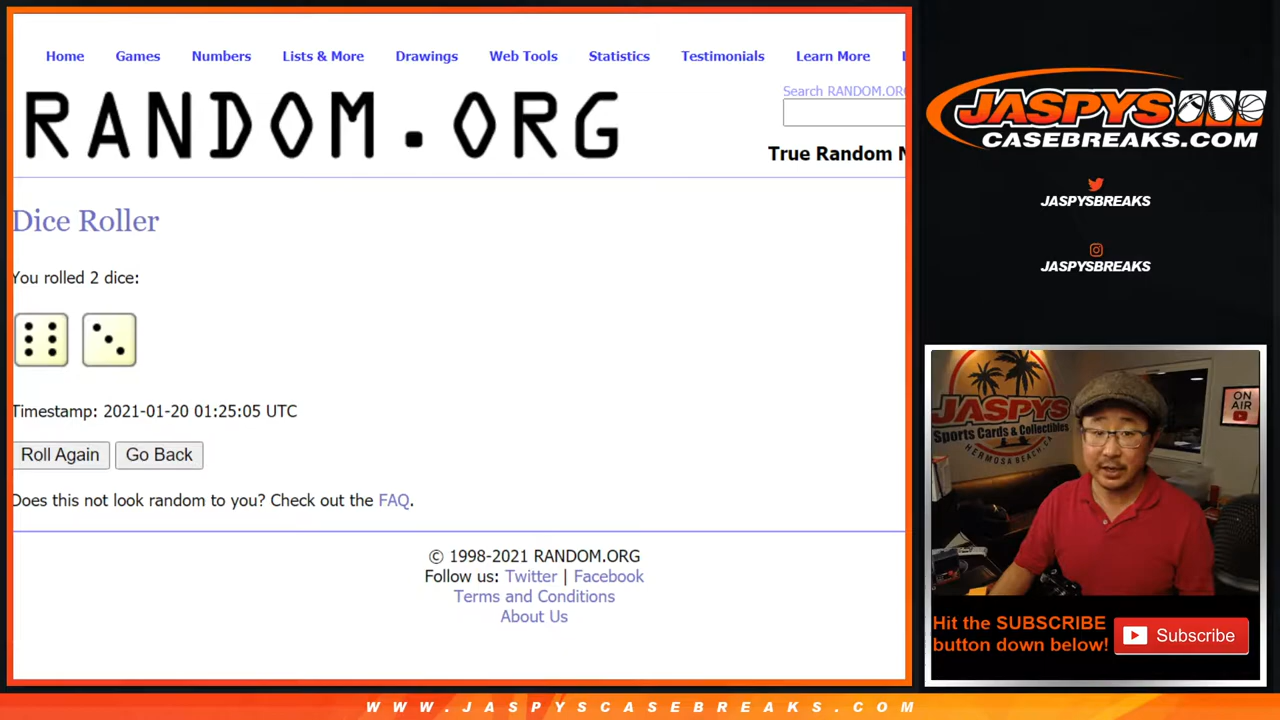 Home Games Numbers Lists & More Drawings Web Tools Statistics Testimonials Learn More
Search RANDOM.OR
RANDOM.ORG
True Random
Dice Roller
You rolled 2 dice:
Timestamp: 2021-01-20 01:25:05 UTC
Roll Again Go Back
Does this not look random to you? Check out the FAQ.
© 1998-2021 RANDOM.ORG
Follow us: Twitter | Facebook
Terms and Conditions
About Us
JASPYS
CASEBREAKS.COM
JASPYSBREAKS
JASPYSBREAKS
JASPYS
Sports Cards & Collectibles
HERMOSA BEACH, CA
ON
AIR
Hit the SUBSCRIBE
button down below!
Subscribe
WWW.JASPYSCASEBREAKS.COM